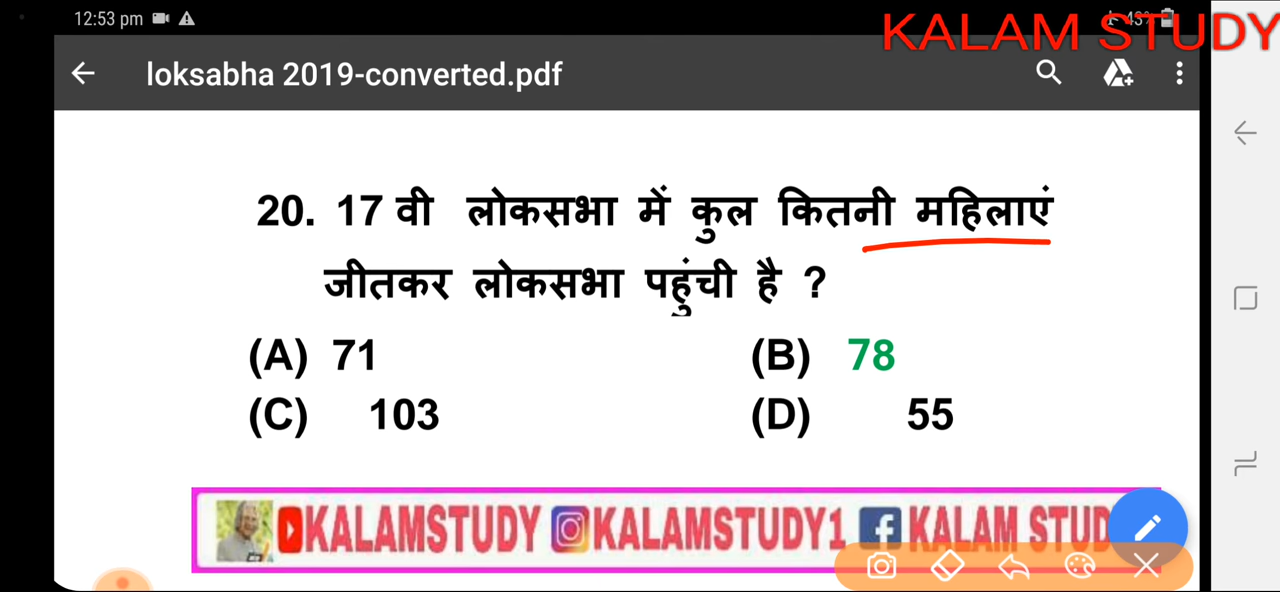 12:53 pm
43%
KALAM STUDY
loksabha 2019-converted.pdf
20. 17 वी लोकसभा में कुल कितनी महिलाएं
जीतकर लोकसभा पहुंची है ?
(A) 71 (B) 78
(C) 103 (D) 55
KALAMSTUDY KALAMSTUDY1 KALAM STUD